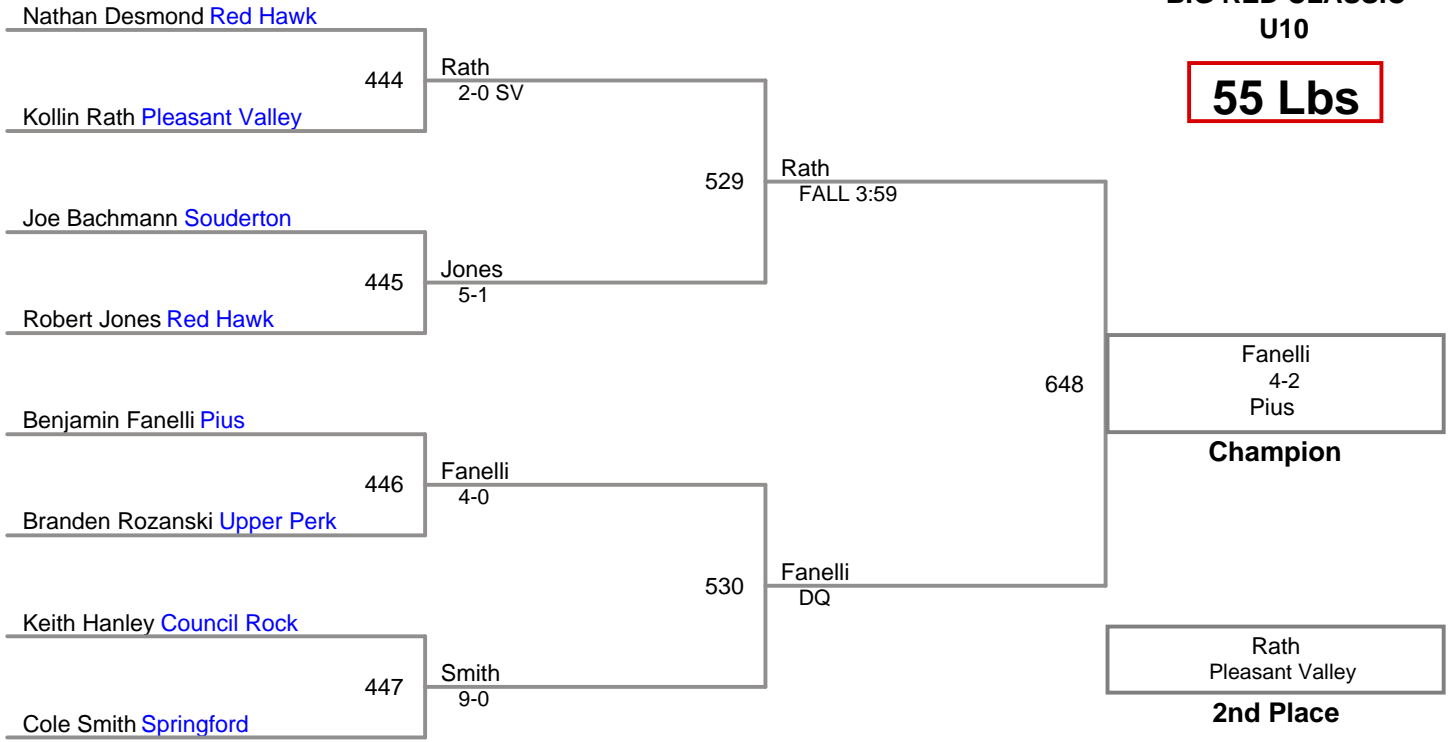 U10
55 Lbs
Nathan Desmond Red Hawk
444
Kollin Rath Pleasant Valley
Rath
2-0 SV
Joe Bachmann Souderton
445
Robert Jones Red Hawk
Jones
5-1
529
Rath
FALL 3:59
Benjamin Fanelli Pius
446
Branden Rozanski Upper Perk
Fanelli
4-0
Keith Hanley Council Rock
447
Cole Smith Springford
Smith
9-0
530
Fanelli
DQ
648
Fanelli
4-2
Pius
Champion
Rath
Pleasant Valley
2nd Place